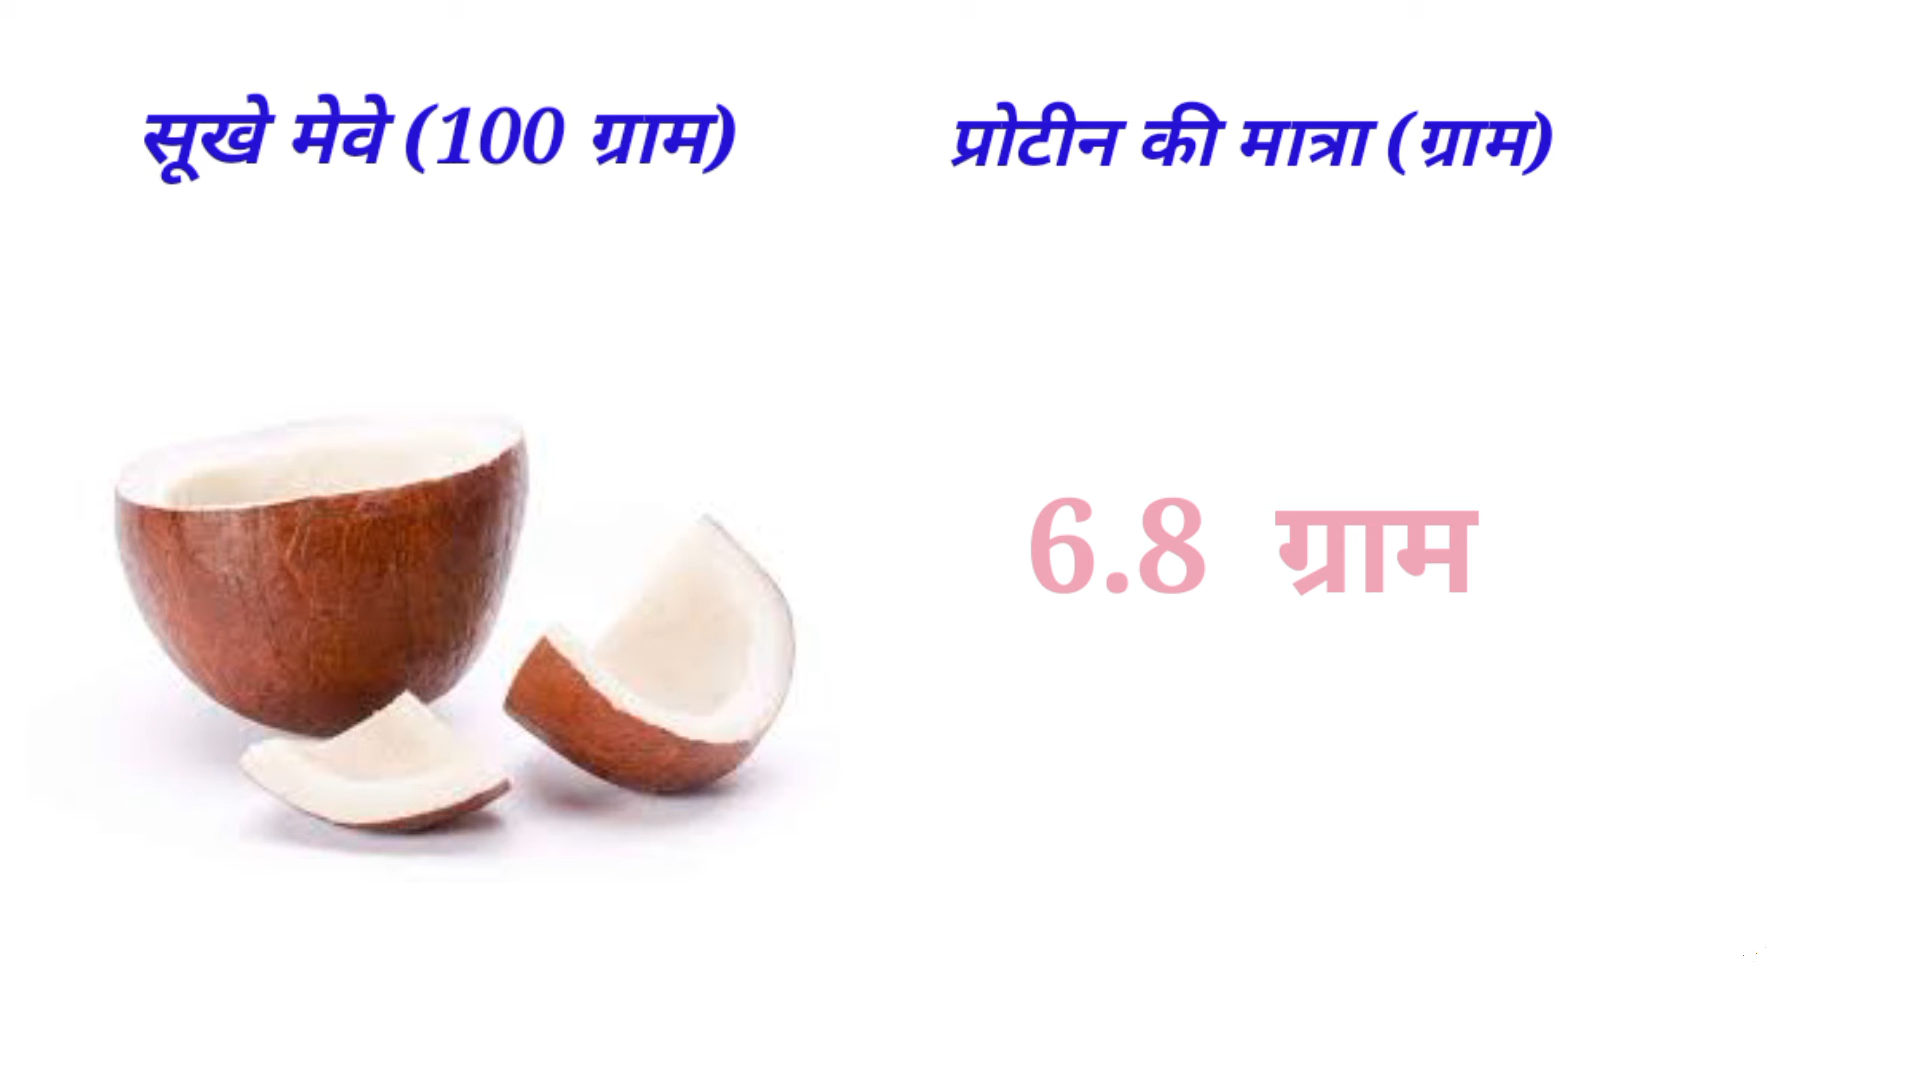 सूखे मेवे (100 ग्राम)
प्रोटीन की मात्रा (ग्राम)
6.8 ग्राम